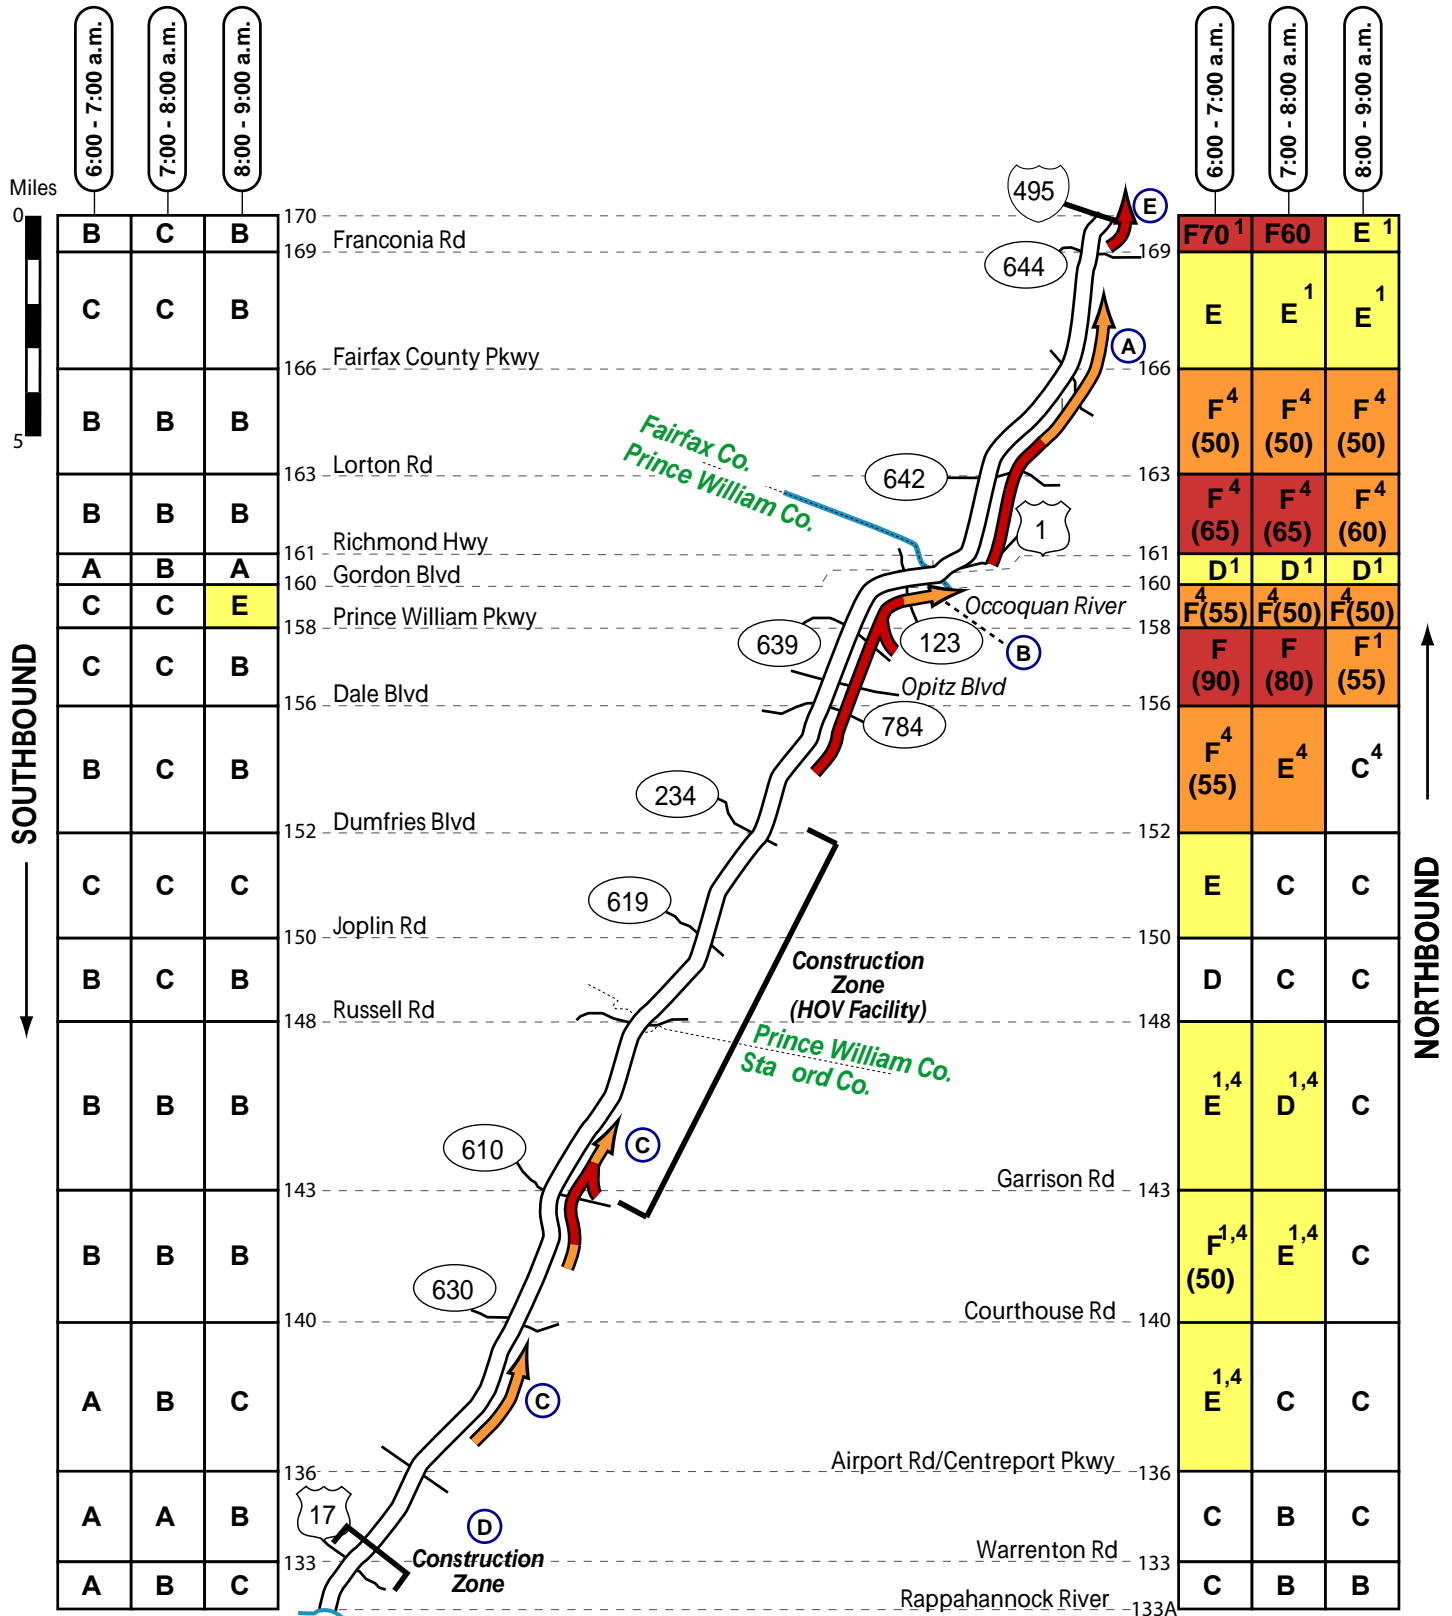 6:00 - 7:00 a.m. 7:00 - 8:00 a.m. 8:00 - 9:00 a.m. 6:00 - 7:00 a.m. 7:00 - 8:00 a.m. 8:00 - 9:00 a.m.
Miles
0
5
SOUTHBOUND
NORTHBOUND
B C B 170 495 E F70 1 F60 E 1
Franconia Rd
169 169
644
C C B E E 1 E 1
Fairfax County Pkwy
A
166 166
B B B F 4 (50) F 4 (50) F 4 (50)
Fairfax Co.
Prince William Co.
Lorton Rd
163 642 163
B B B 1 F 4 (65) F 4 (65) F 4 (60)
Richmond Hwy
161 161
A B A D 1 D 1 D 1
Gordon Blvd
160 160
C C E Occoquan River 4 F(55) 4 F(50) 4 F(50)
Prince William Pkwy
158 639 123 B 158
C C B F (90) F (80) F 1 (55)
Opitz Blvd
Dale Blvd
156 784 156
B C B 234 F 4 (55) E 4 C 4
Dumfries Blvd
152 152
C C C 619 E C C
Joplin Rd
150 150
B C B D C C
Construction
Zone
(HOV Facility)
Russell Rd
148 148
Prince William Co.
Sta ord Co.
B B B E 1,4 D 1,4 C
610 C
Garrison Rd
143 143
B B B F 1,4 (50) E 1,4 C
630
Courthouse Rd
140 140
A B C C E 1,4 C C
Airport Rd/Centreport Pkwy
136 136
A A B 17 D C B C
Construction
Zone
Warrenton Rd
133 133
A B C C B B
Rappahannock River
133A